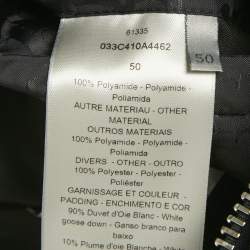 61335
033C410A4462
50
50
100% Polyamide - Polyamide -
Poliamida
AUTRE MATERIAU - OTHER
MATERIAL
OUTROS MATERIAIS
100% Polyamide - Polyamide -
Poliamida
DIVERS - OTHER - OUTRO
100% Polyester - Polyester -
Poliéster
GARNISSAGE ET COULEUR -
PADDING - ENCHIMENTO E COR
90% Duvet d'Oie Blanc - White
goose down - Ganso branco para
baixo
10% Plume d'oie Blanche - White